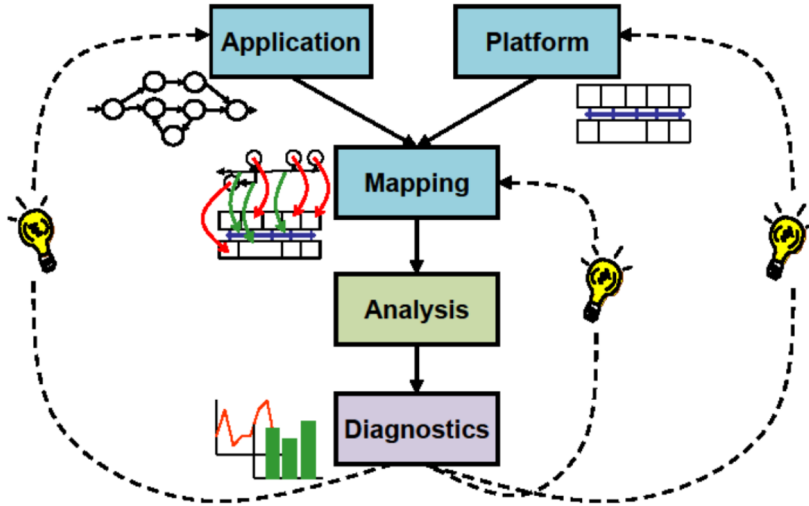 Application
Platform
Mapping
Analysis
Diagnostics